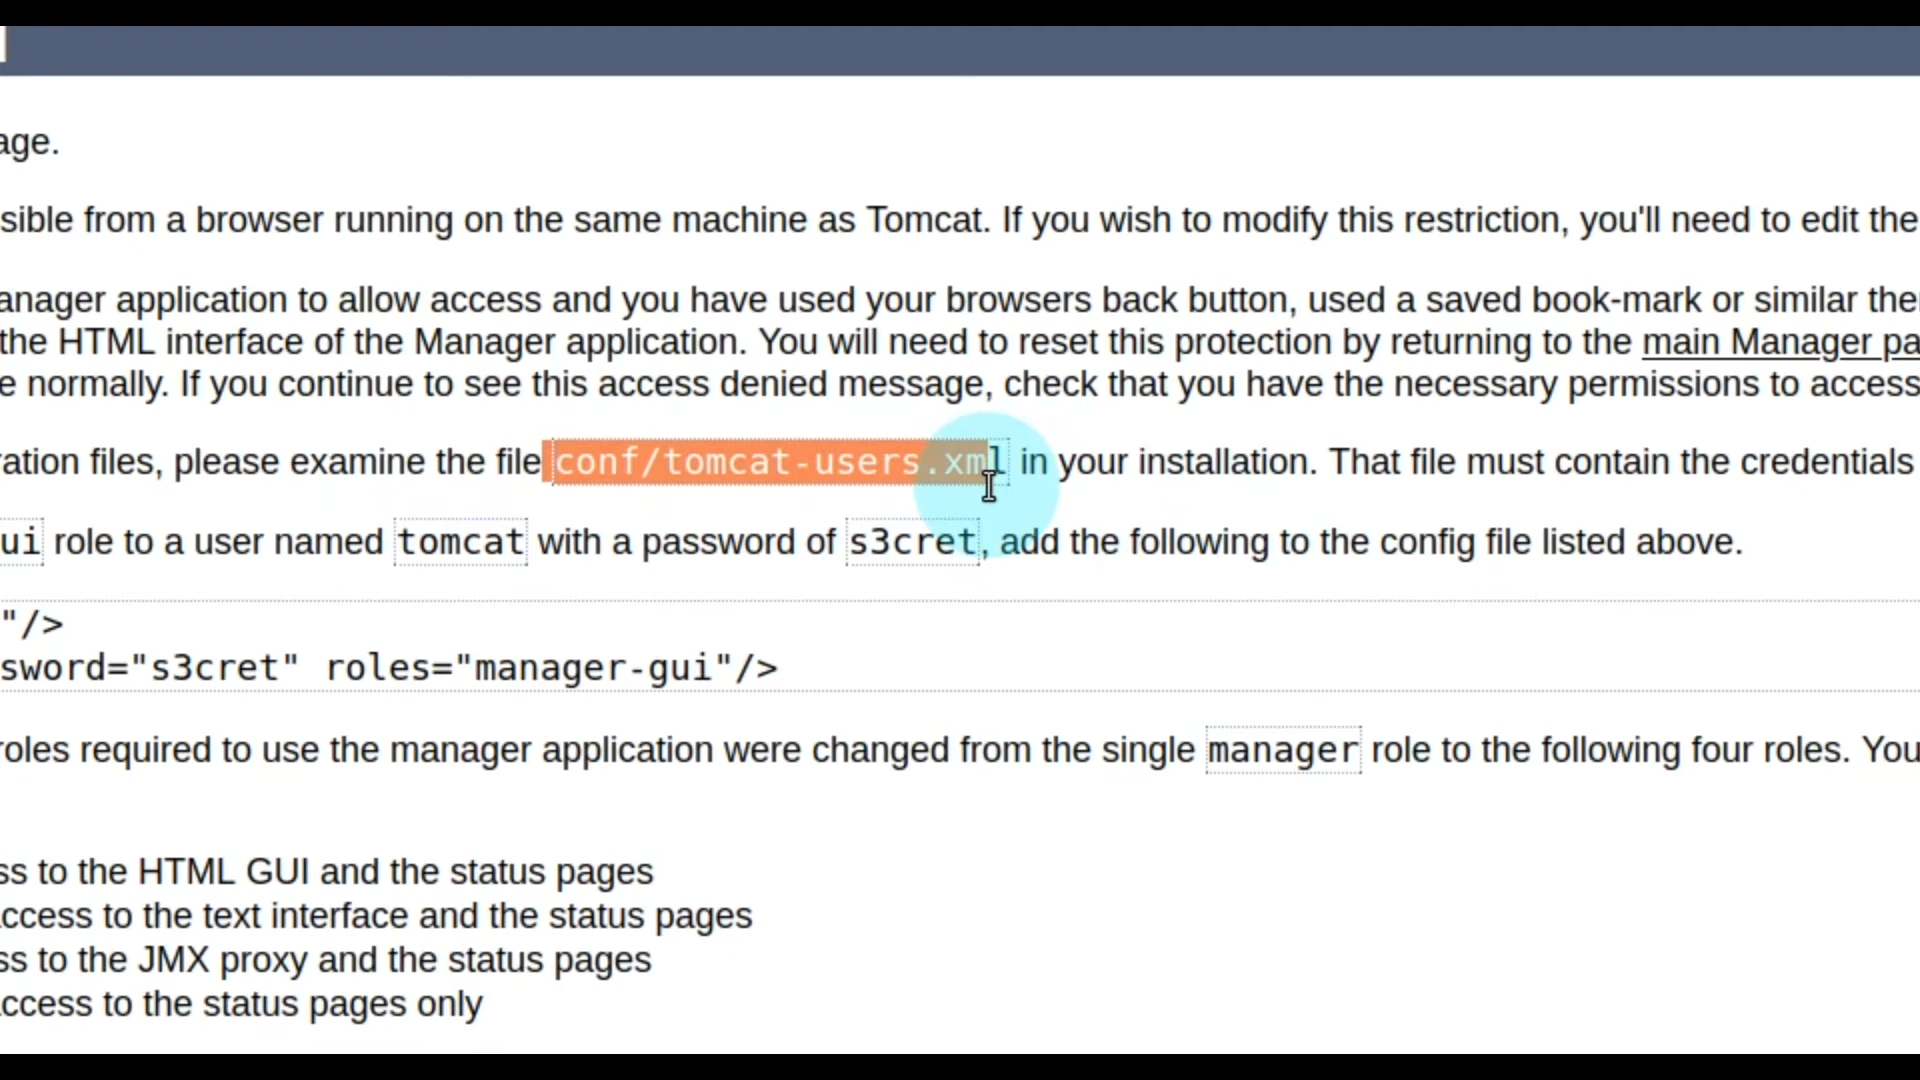 age.
sible from a browser running on the same machine as Tomcat. If you wish to modify this restriction, you'll need to edit the
anager application to allow access and you have used your browsers back button, used a saved book-mark or similar the
the HTML interface of the Manager application. You will need to reset this protection by returning to the main Manager pa
e normally. If you continue to see this access denied message, check that you have the necessary permissions to access
ration files, please examine the file conf/tomcat-users.xml in your installation. That file must contain the credentials
ui role to a user named tomcat with a password of s3cret, add the following to the config file listed above.
"/>
sword="s3cret" roles="manager-gui"/>
roles required to use the manager application were changed from the single manager role to the following four roles. You
ss to the HTML GUI and the status pages
ccess to the text interface and the status pages
ss to the JMX proxy and the status pages
ccess to the status pages only